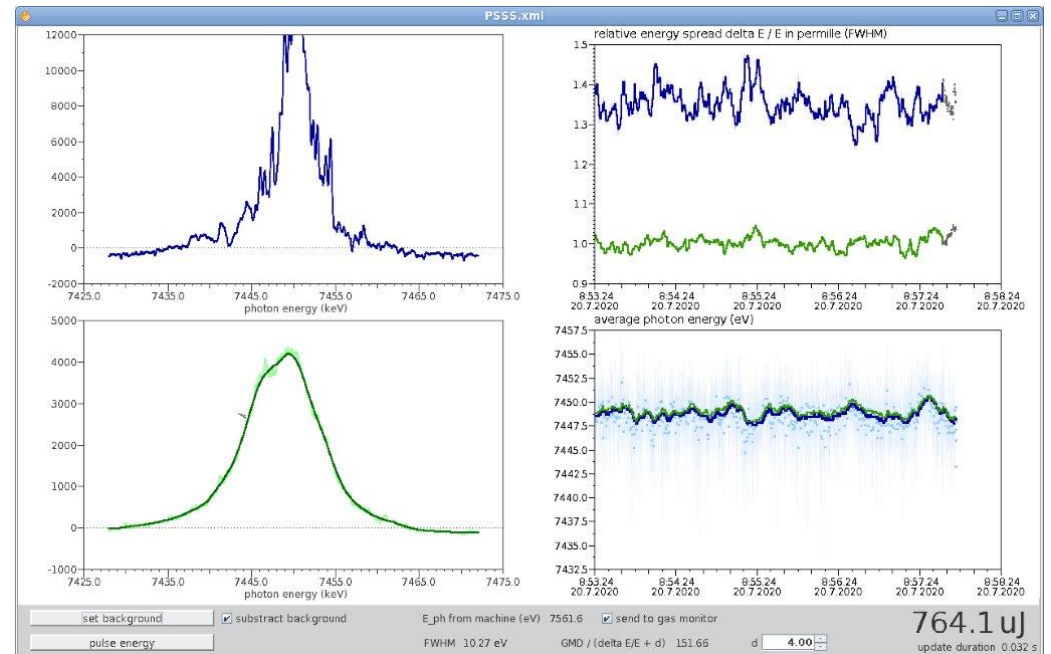 PSSS.xml
12000
10000
8000
6000
4000
2000
0
-2000
7425.0 7435.0 7445.0 7455.0 7465.0 7475.0
photon energy (keV)
relative energy spread delta E / E in permille (FWHM)
1.5
1.4
1.3
1.2
1.1
1.0
0.9
8:53.24 8:54.24 8:55.24 8:56.24 8:57.24 8:58.24
20.7.2020 20.7.2020 20.7.2020 20.7.2020 20.7.2020 20.7.2020
5000
4000
3000
2000
1000
0
-1000
7425.0 7435.0 7445.0 7455.0 7465.0 7475.0
photon energy (keV)
average photon energy (eV)
7457.5
7455.0
7452.5
7450.0
7447.5
7445.0
7442.5
7440.0
7437.5
7435.0
7432.5
8:53.24 8:54.24 8:55.24 8:56.24 8:57.24 8:58.24
20.7.2020 20.7.2020 20.7.2020 20.7.2020 20.7.2020 20.7.2020
set background substract background E_ph from machine (eV) 7561.6 send to gas monitor 764.1 uJ
pulse energy FWHM 10.27 eV GMD / (delta E/E + d) 151.66 d 4.00 update duration 0.032 s